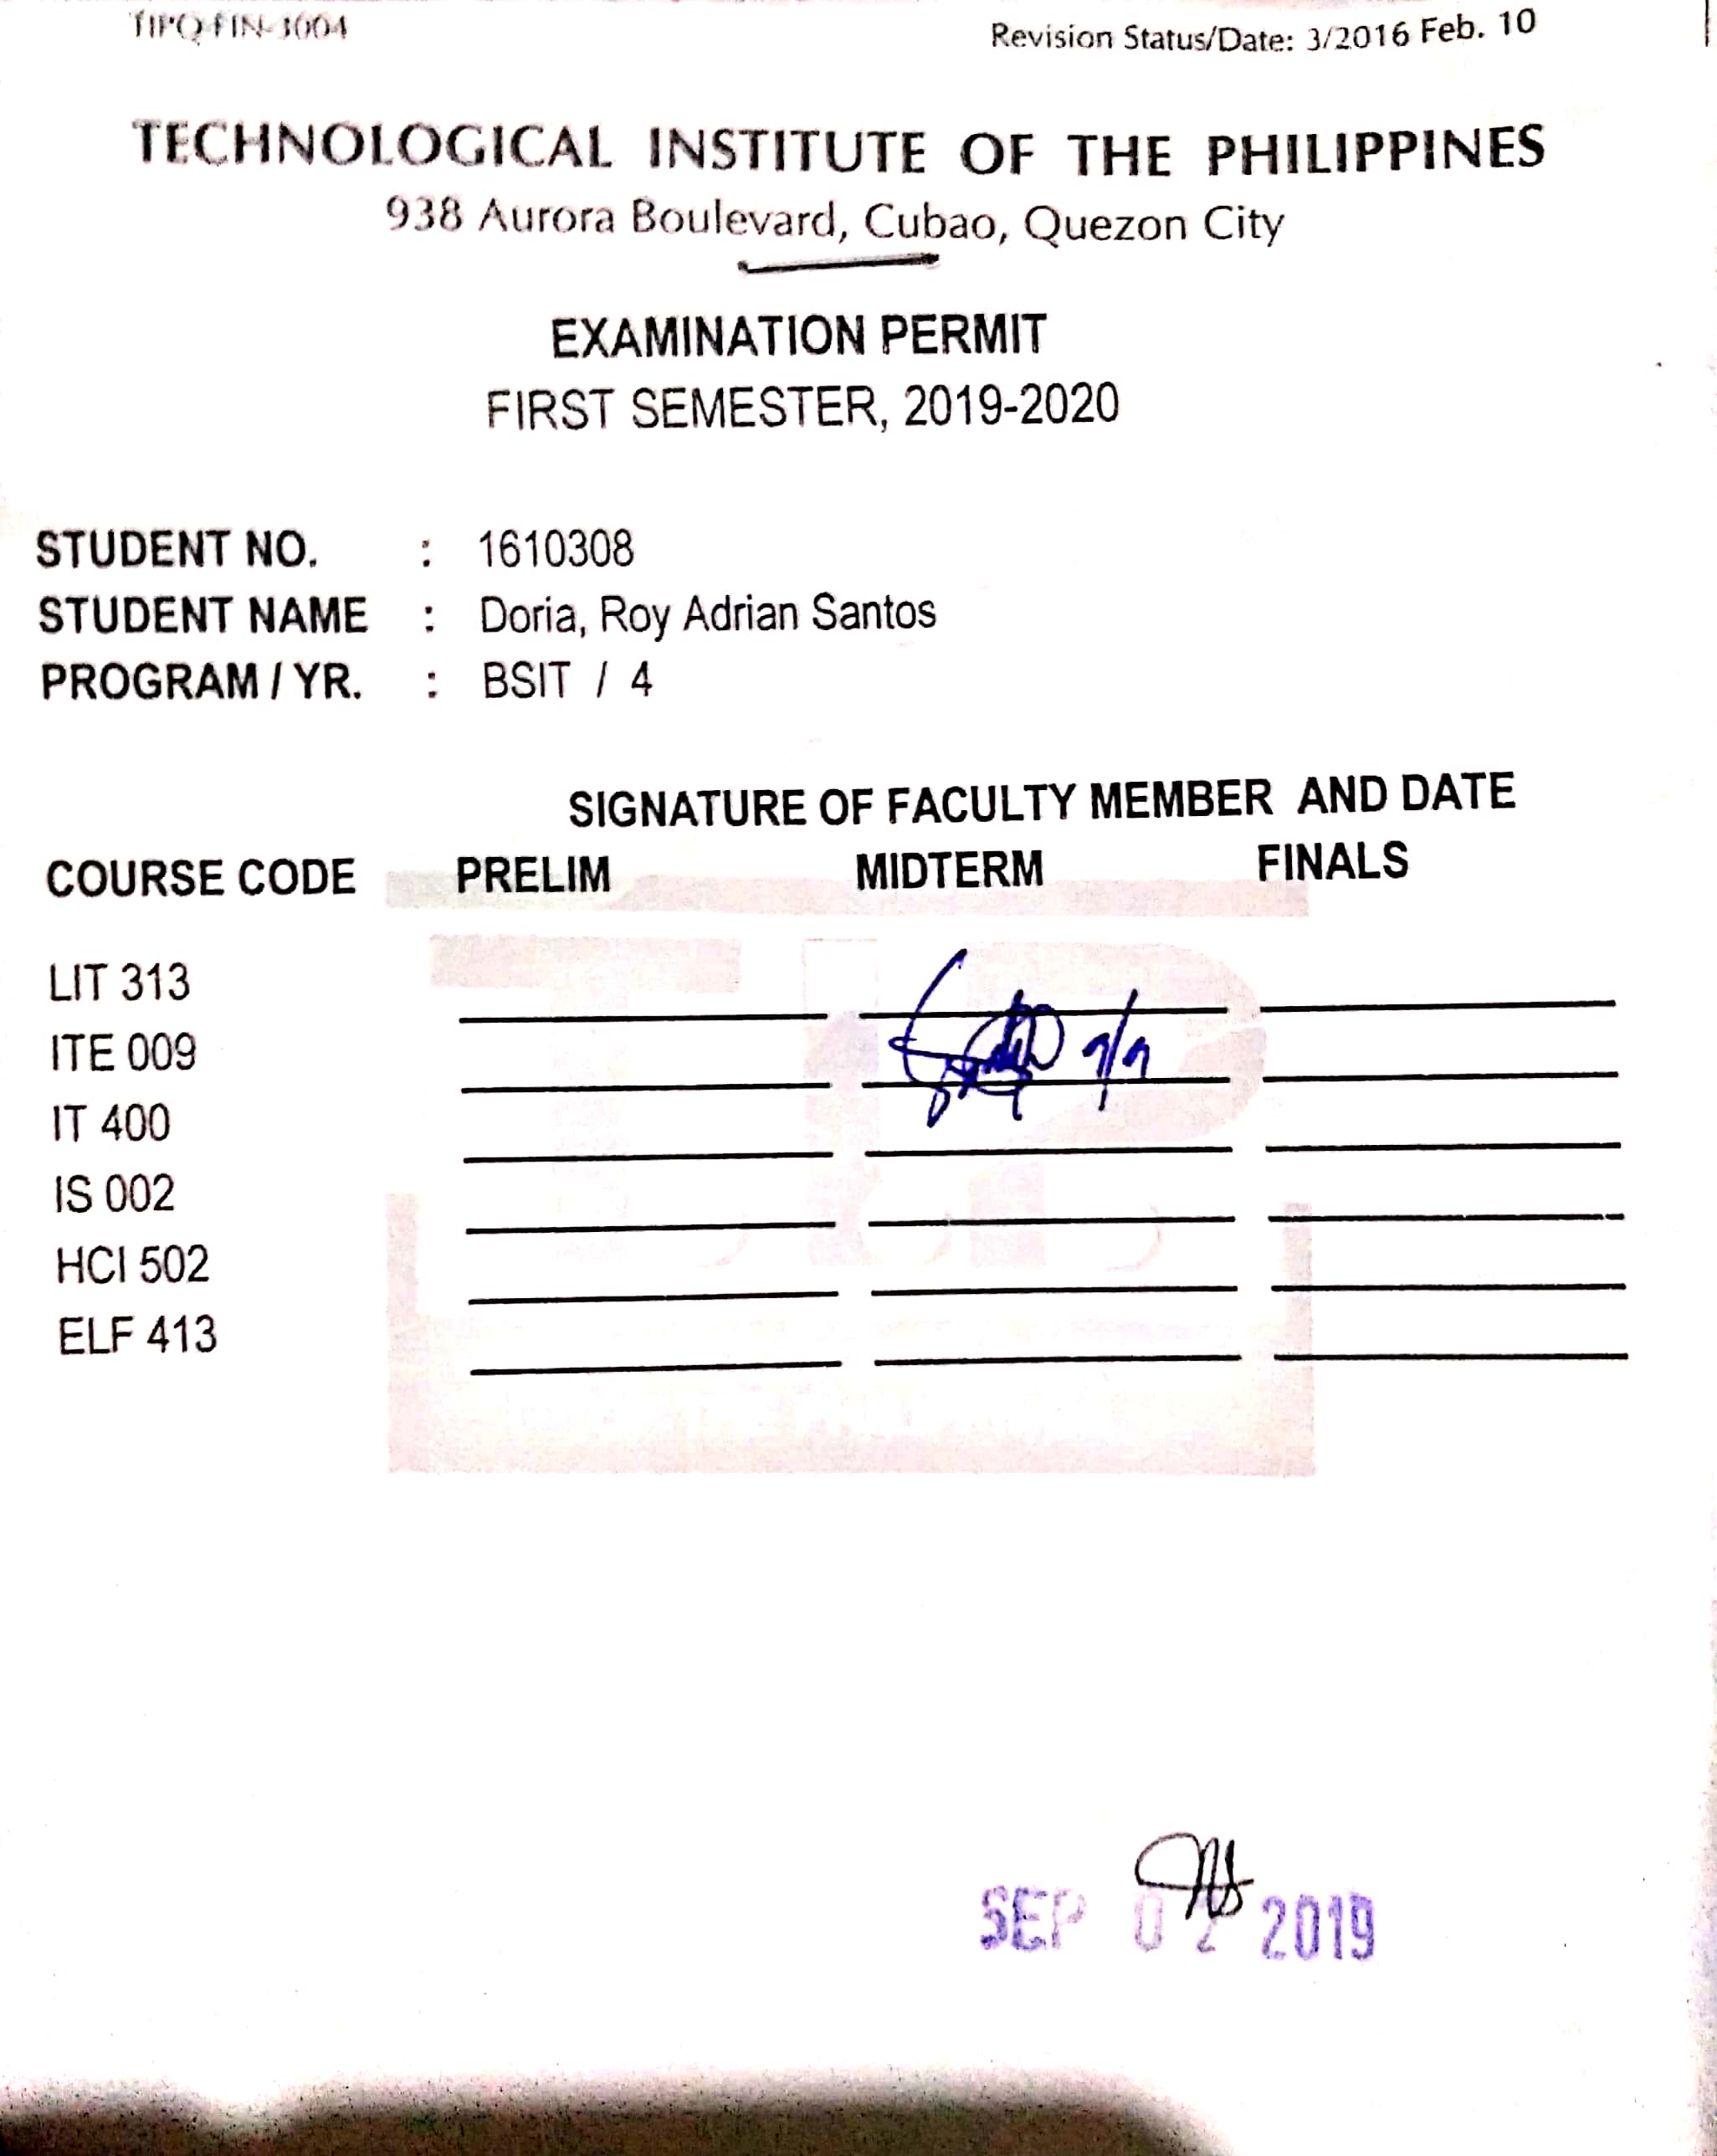 TIPQ-FIN-3004
Revision Status/Date: 3/2016 Feb. 10
TECHNOLOGICAL INSTITUTE OF THE PHILIPPINES
938 Aurora Boulevard, Cubao, Quezon City
EXAMINATION PERMIT
FIRST SEMESTER, 2019-2020
STUDENT NO. : 1610308
STUDENT NAME : Doria, Roy Adrian Santos
PROGRAM / YR. : BSIT / 4
SIGNATURE OF FACULTY MEMBER AND DATE
COURSE CODE PRELIM MIDTERM FINALS
LIT 313
ITE 009
IT 400
IS 002
HCI 502
ELF 413
SEP 02 2019